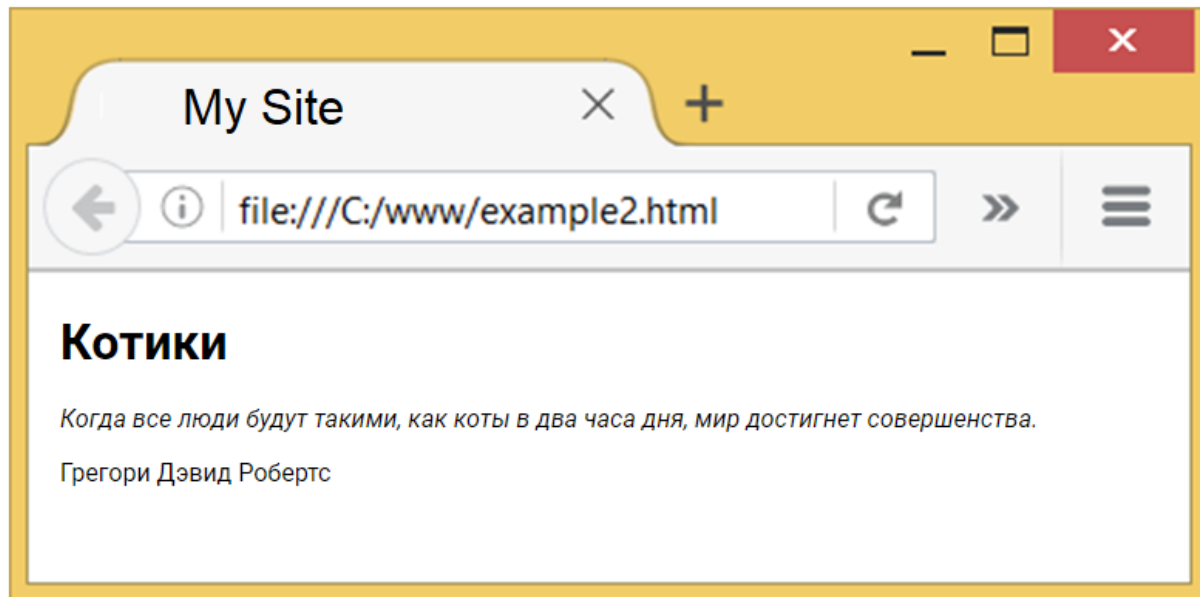 My Site
file:///C:/www/example2.html
Котики
Когда все люди будут такими, как коты в два часа дня, мир достигнет совершенства.
Грегори Дэвид Робертс